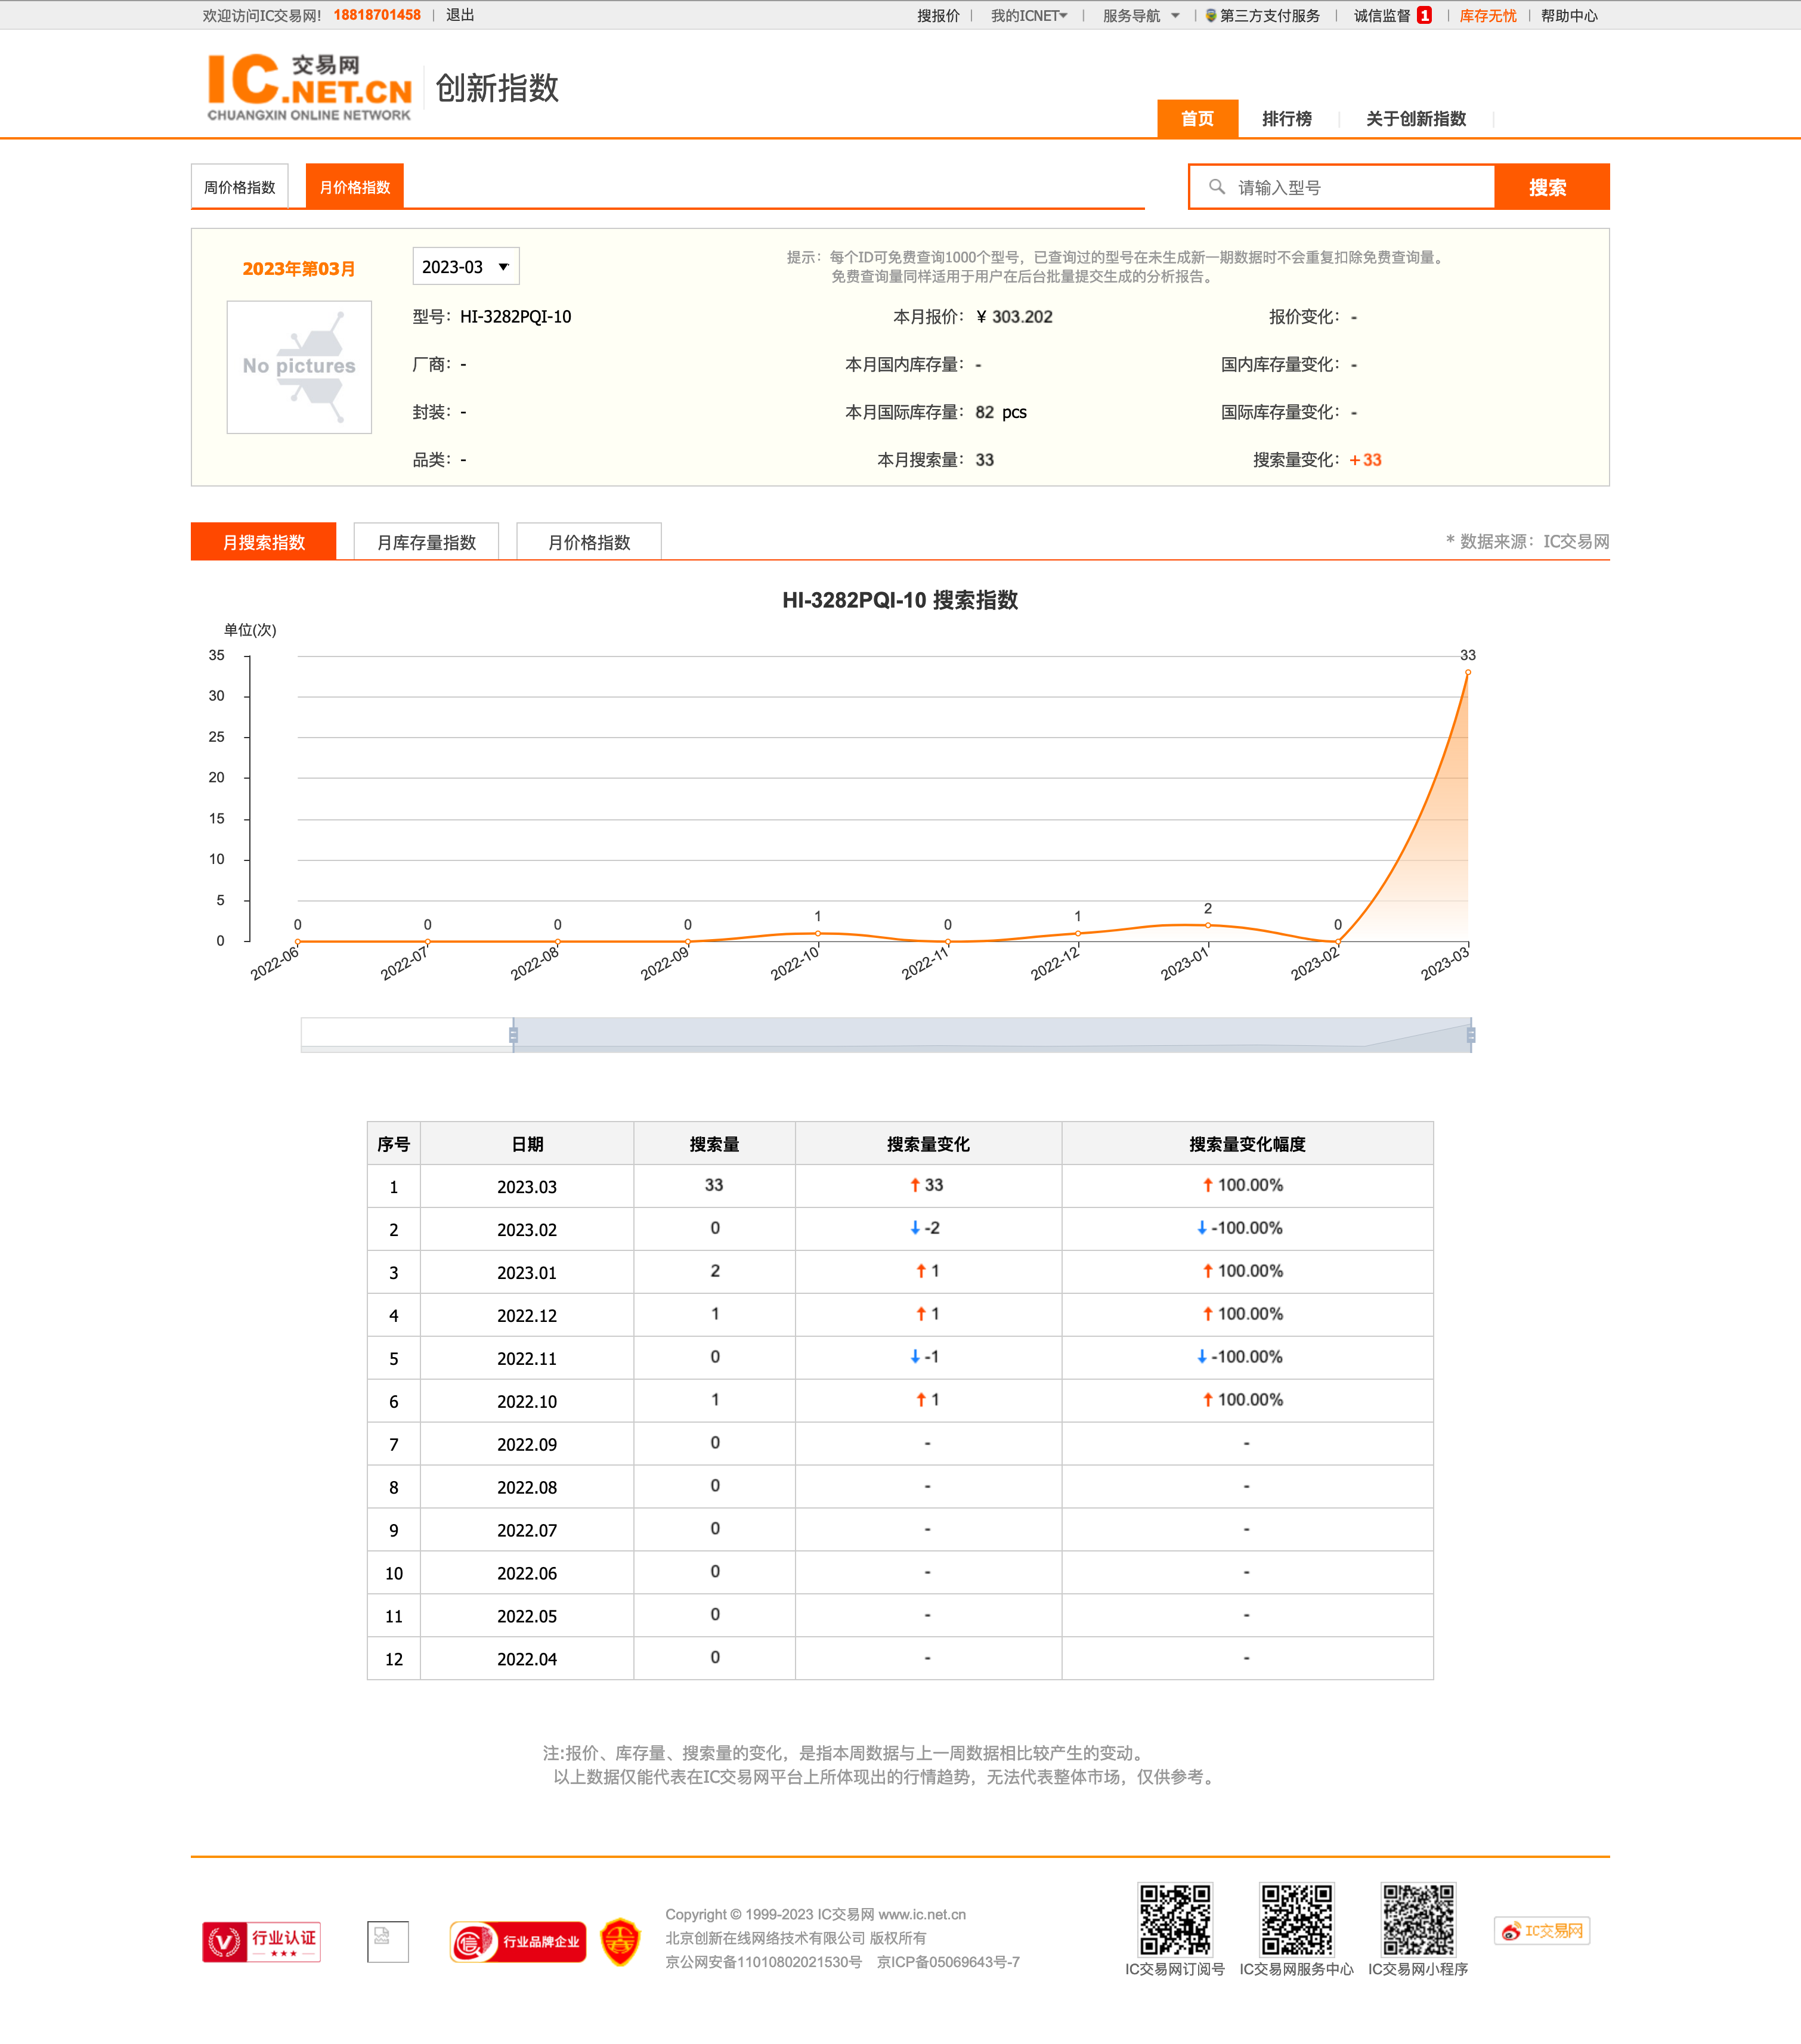 欢迎访问IC交易网! 18818701458 | 退出
搜报价 | 我的ICNET | 服务导航 | 第三方支付服务 | 诚信监督 1 | 库存无忧 | 帮助中心
IC交易网
.NET.CN
CHUANGXIN ONLINE NETWORK
创新指数
首页 排行榜 关于创新指数
周价格指数 月价格指数
请输入型号 搜索
2023年第03月 2023-03
提示：每个ID可免费查询1000个型号，已查询过的型号在未生成新一期数据时不会重复扣除免费查询量。
免费查询量同样适用于用户在后台批量提交生成的分析报告。
No pictures
型号：HI-3282PQI-10 本月报价：¥ 303.202 报价变化：-
厂商：- 本月国内库存量：- 国内库存量变化：-
封装：- 本月国际库存量：82 pcs 国际库存量变化：-
品类：- 本月搜索量：33 搜索量变化：+33
月搜索指数 月库存量指数 月价格指数
* 数据来源：IC交易网
HI-3282PQI-10 搜索指数
单位(次)
35
30
25
20
15
10
5
0
0 0 0 0 1 0 1 2 0 33
2022-06 2022-07 2022-08 2022-09 2022-10 2022-11 2022-12 2023-01 2023-02 2023-03
序号 日期 搜索量 搜索量变化 搜索量变化幅度
1 2023.03 33 ↑ 33 ↑ 100.00%
2 2023.02 0 ↓ -2 ↓ -100.00%
3 2023.01 2 ↑ 1 ↑ 100.00%
4 2022.12 1 ↑ 1 ↑ 100.00%
5 2022.11 0 ↓ -1 ↓ -100.00%
6 2022.10 1 ↑ 1 ↑ 100.00%
7 2022.09 0 - -
8 2022.08 0 - -
9 2022.07 0 - -
10 2022.06 0 - -
11 2022.05 0 - -
12 2022.04 0 - -
注:报价、库存量、搜索量的变化，是指本周数据与上一周数据相比较产生的变动。
以上数据仅能代表在IC交易网平台上所体现出的行情趋势，无法代表整体市场，仅供参考。
V 行业认证
信 行业品牌企业
Copyright © 1999-2023 IC交易网 www.ic.net.cn
北京创新在线网络技术有限公司 版权所有
京公网安备11010802021530号 京ICP备05069643号-7
IC交易网订阅号 IC交易网服务中心 IC交易网小程序
IC交易网